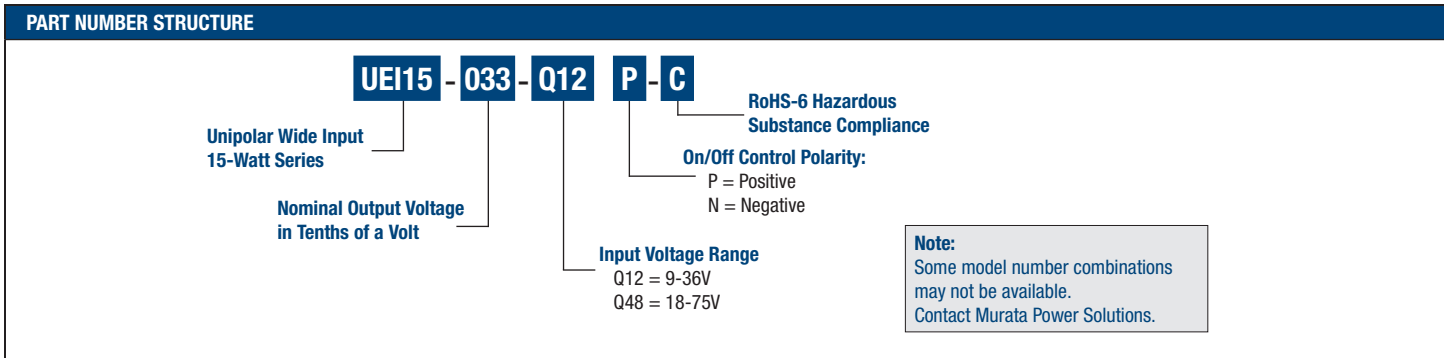 PART NUMBER STRUCTURE
UEI15 - 033 - Q12 P - C
RoHS-6 Hazardous
Substance Compliance
Unipolar Wide Input
15-Watt Series
On/Off Control Polarity:
P = Positive
N = Negative
Nominal Output Voltage
in Tenths of a Volt
Input Voltage Range
Q12 = 9-36V
Q48 = 18-75V
Note:
Some model number combinations
may not be available.
Contact Murata Power Solutions.